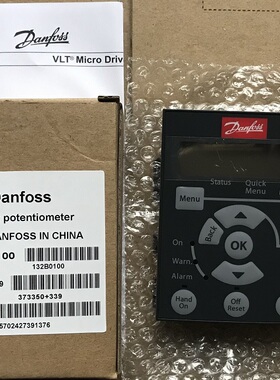 Danfoss
VLT® Micro Driv
Danfoss
potentiometer
ANFOSS IN CHINA
00
132B0100
9
373350+339
5702427391376
Danfoss
Status
Quick
Menu
Menu
Back
OK
On
Warn.
Alarm
Hand
On
Off
Reset